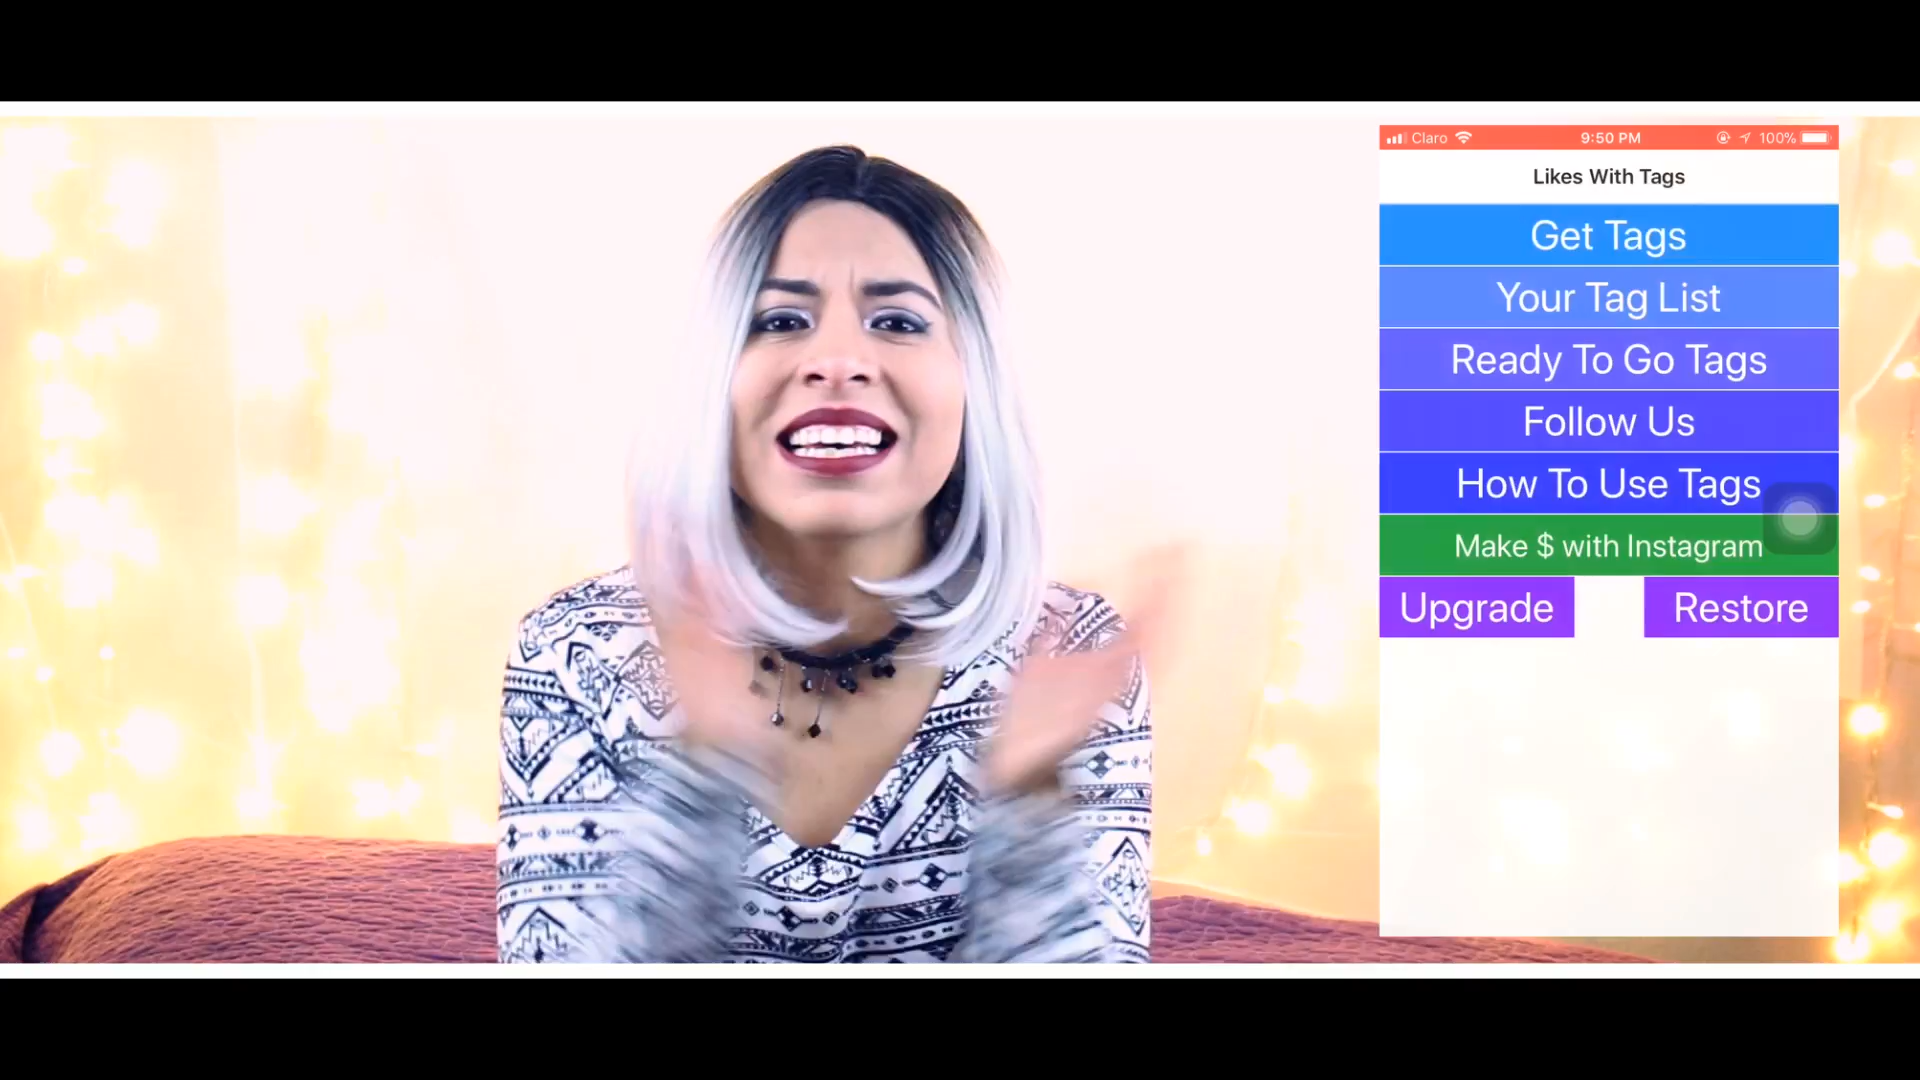 Claro 9:50 PM 100%
Likes With Tags
Get Tags
Your Tag List
Ready To Go Tags
Follow Us
How To Use Tags
Make $ with Instagram
Upgrade Restore